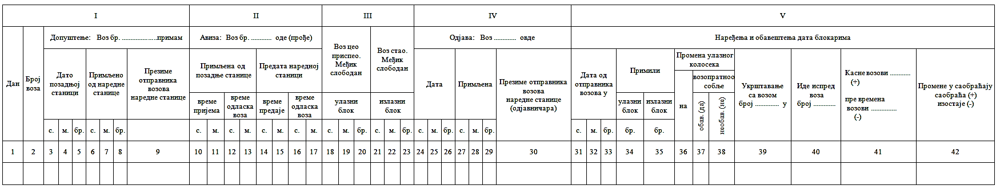 I II III IV V
Допуштење: Воз бр. .....................примам
Авиза: Воз бр. ............. оде (прође)
Воз цео
приспео.
Међик
слободан
Воз стао.
Међик
слободан
Одјава: Воз ............. овде
Наређења и обавештења дата блокарима
Дан
Број
воза
Дато
позадњој
станици
Примљено
од наредне
станице
Презиме
отправника
возова
наредне станице
Примљена од
позадње станице
Предата наредној
станици
време
пријема
време
одласка
воза
време
предаје
време
одласка
воза
улазни
блок
излазни
блок
Дата
Примљена
Презиме отправника
возова
наредне станице
(одјавничара)
Дата од
отправника
возова у
Примили
улазни
блок
излазни
блок
Промена улазног
колосека
на
возопратноо
собље
обав. (да)
необав. (не)
Укрштавање
са возом
број ............... у
Иде испред
воза
број ..............
Касне возови .............
(+)
пре времена
возови ................
(-)
Промене у саобраћају
саобраћа (+)
изостаје (-)
с. м. бр. с. м. бр. с. м. с. м. с. м. с. м. с. м. бр. с. м. бр. с. м. бр. с. м. бр. с. м. бр. бр. бр.
1 2 3 4 5 6 7 8 9 10 11 12 13 14 15 16 17 18 19 20 21 22 23 24 25 26 27 28 29 30 31 32 33 34 35 36 37 38 39 40 41 42